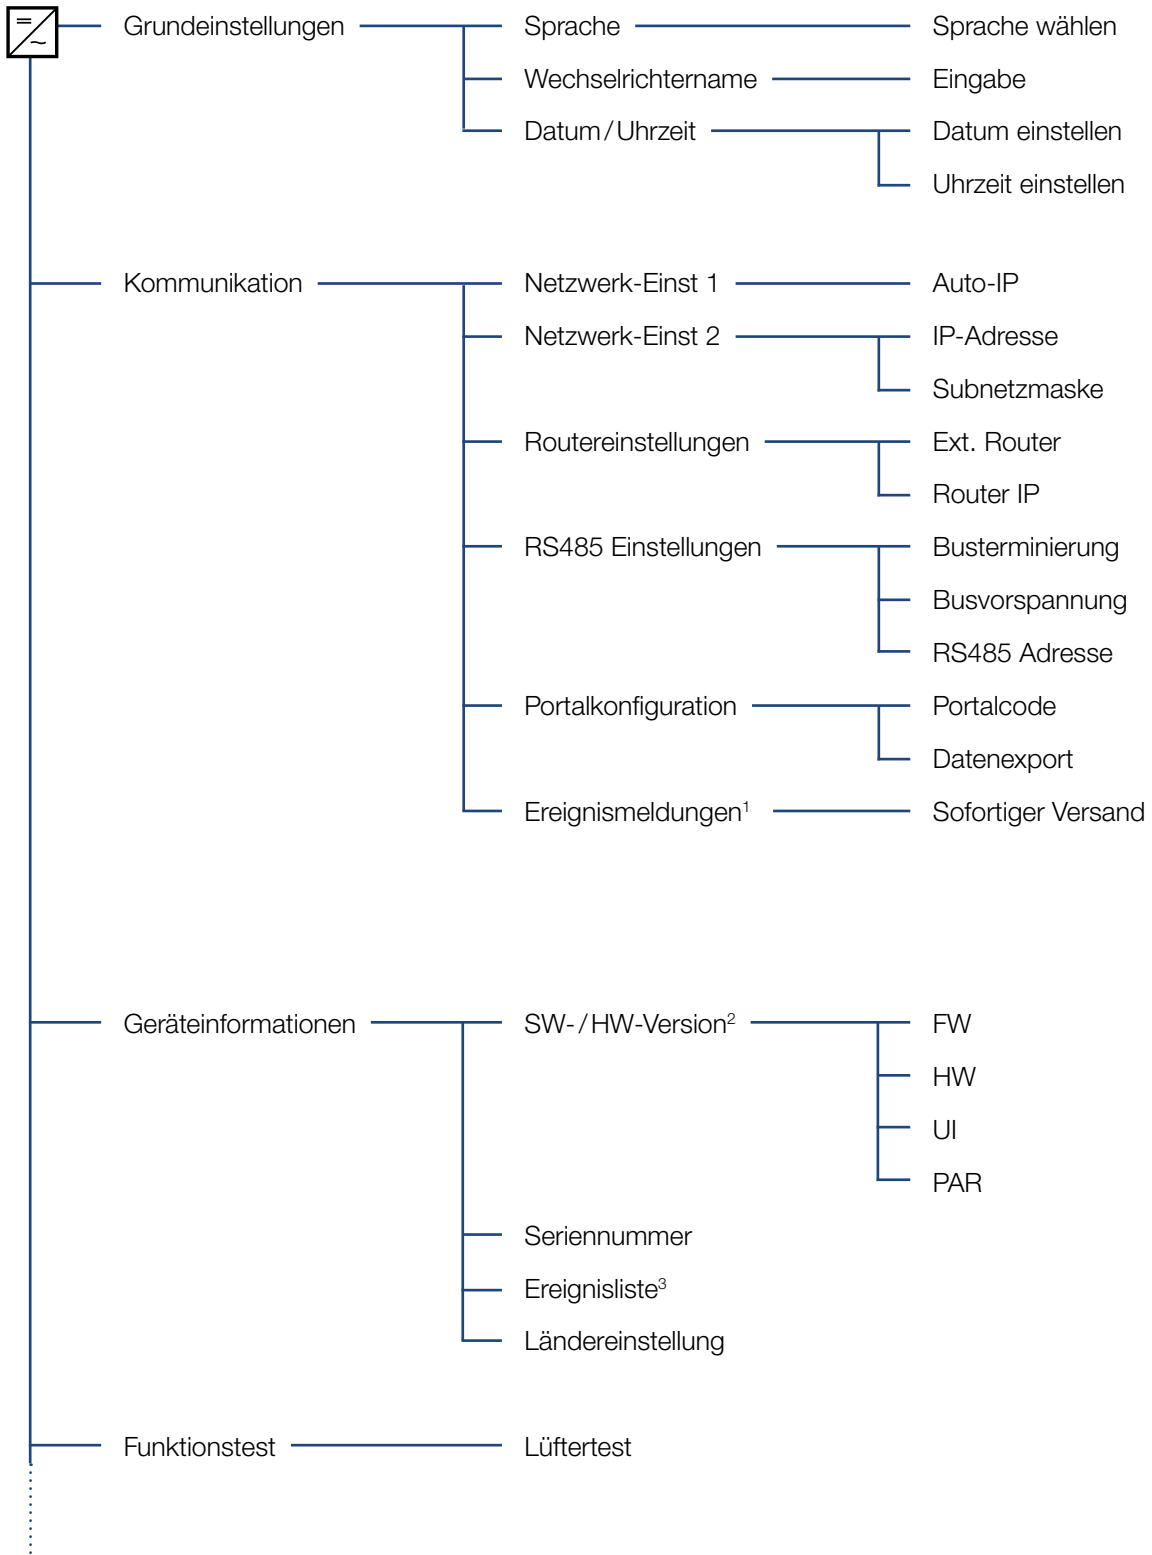 Grundeinstellungen Sprache Sprache wählen
Wechselrichtername Eingabe
Datum/Uhrzeit Datum einstellen
Uhrzeit einstellen
Kommunikation Netzwerk-Einst 1 Auto-IP
Netzwerk-Einst 2 IP-Adresse
Subnetzmaske
Routereinstellungen Ext. Router
Router IP
RS485 Einstellungen Busterminierung
Busvorspannung
RS485 Adresse
Portalkonfiguration Portalcode
Datenexport
Ereignismeldungen¹ Sofortiger Versand
Geräteinformationen SW-/HW-Version² FW
HW
UI
PAR
Seriennummer
Ereignisliste³
Ländereinstellung
Funktionstest Lüftertest